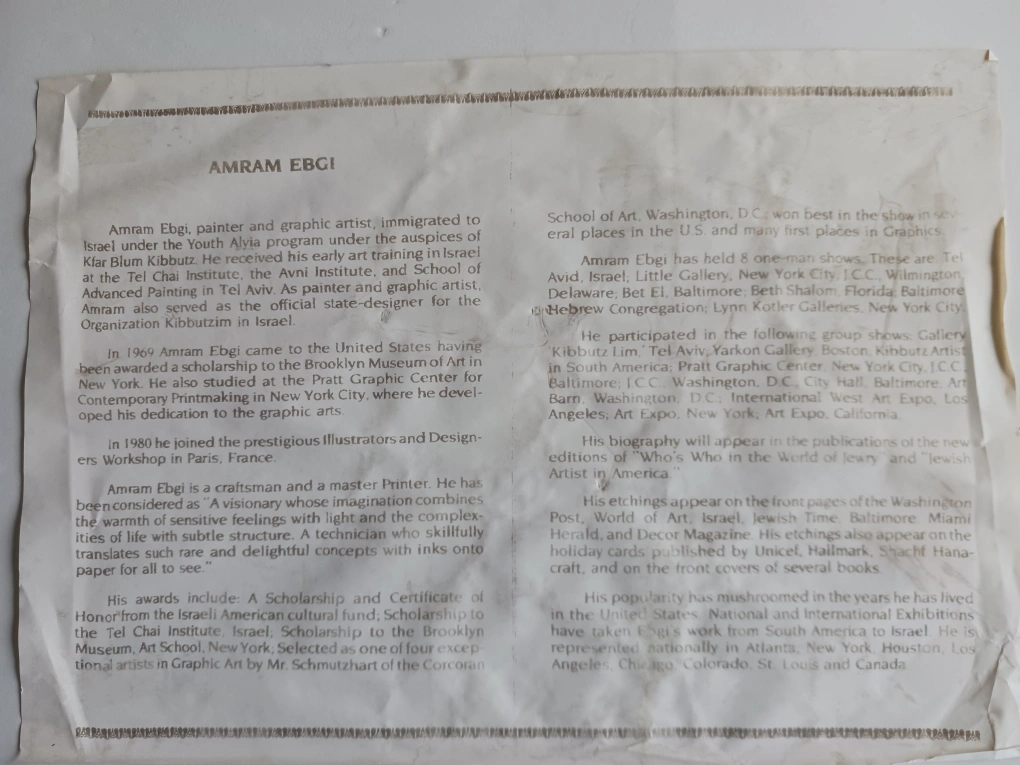 AMRAM EBGI
Amram Ebgi, painter and graphic artist, immigrated to
Israel under the Youth Alyia program under the auspices of
Kfar Blum Kibbutz. He received his early art training in Israel
at the Tel Chai Institute, the Avni Institute, and School of
Advanced Painting in Tel Aviv. As painter and graphic artist,
Amram also served as the official state-designer for the
Organization Kibbutzim in Israel.
In 1969 Amram Ebgi came to the United States having
been awarded a scholarship to the Brooklyn Museum of Art in
New York. He also studied at the Pratt Graphic Center for
Contemporary Printmaking in New York City, where he devel-
oped his dedication to the graphic arts.
In 1980 he joined the prestigious Illustrators and Design-
ers Workshop in Paris, France.
Amram Ebgi is a craftsman and a master Printer. He has
been considered as "A visionary whose imagination combines
the warmth of sensitive feelings with light and the complex-
ities of life with subtle structure. A technician who skillfully
translates such rare and delightful concepts with inks onto
paper for all to see."
His awards include: A Scholarship and Certificate of
Honor from the Israeli American cultural fund; Scholarship to
the Tel Chai Institute, Israel; Scholarship to the Brooklyn
Museum, Art School, New York; Selected as one of four excep-
tional artists in Graphic Art by Mr. Schmutzhart of the Corcoran
School of Art, Washington, D.C.; won best in the show in sev-
eral places in the U.S. and many first places in Graphics.
Amram Ebgi has held 8 one-man shows. These are: Tel
Avid, Israel, Little Gallery, New York City, J.C.C., Wilmington,
Delaware; Bet El, Baltimore; Beth Shalom, Florida; Baltimore
Hebrew Congregation; Lynn Kotler Galleries, New York City.
He participated in the following group shows: Gallery
'Kibbutz Lim,' Tel Aviv; Yarkon Gallery, Boston; Kibbutz Artist
in South America; Pratt Graphic Center, New York City, J.C.C.,
Baltimore, J.C.C., Washington, D.C., City Hall, Baltimore, Art
Barn, Washington, D.C.; International West Art Expo, Los
Angeles; Art Expo, New York; Art Expo, California.
His biography will appear in the publications of the new
editions of "Who's Who in the World of Jewry" and "Jewish
Artist in America."
His etchings appear on the front pages of the Washington
Post, World of Art, Israel, Jewish Time, Baltimore, Miami
Herald, and Decor Magazine. His etchings also appear on the
holiday cards published by Unicef, Hallmark, Hana-
craft, and on the front covers of several books.
His popularity has mushroomed in the years he has lived
in the United States. National and International Exhibitions
have taken Ebgi's work from South America to Israel. He is
represented nationally in Atlanta, New York, Houston, Los
Angeles, Chicago, Colorado, St. Louis and Canada.